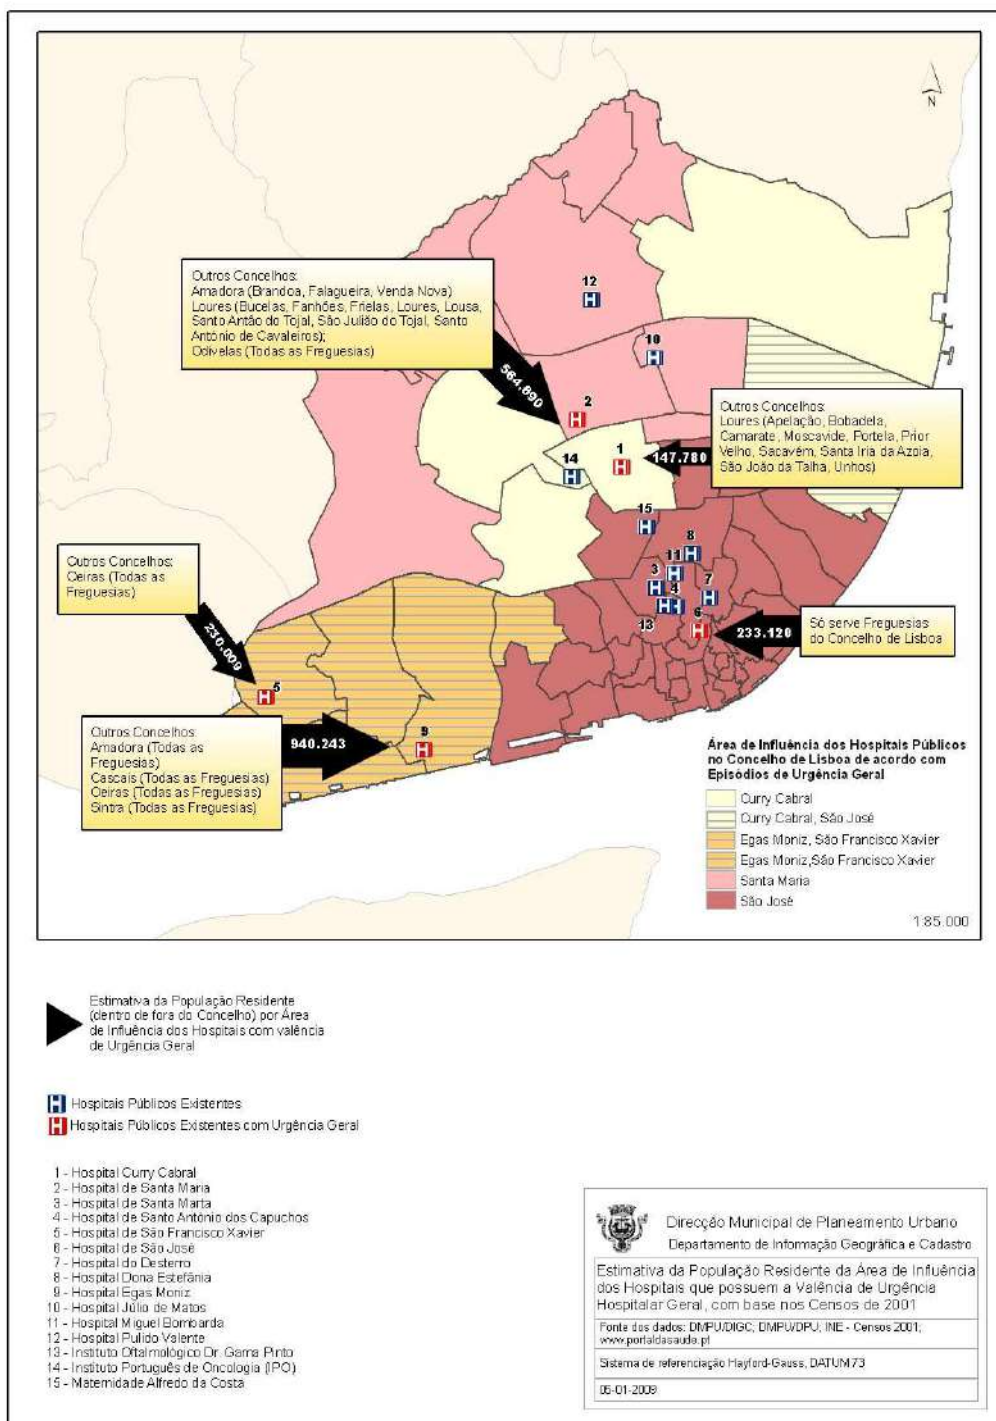 N
Outros Concelhos:
Amadora (Brandoa, Falagueira, Venda Nova)
Loures (Bucelas, Fanhões, Frielas, Loures, Lousa,
Santo Antão do Tojal, São Julião do Tojal, Santo
António de Cavaleiros);
Odivelas (Todas as Freguesias)
564.890
12
10
2
1
14
147.780
Outros Concelhos:
Loures (Apelação, Bobadela,
Camarate, Moscavide, Portela, Prior
Velho, Sacavém, Santa Iria da Azoia,
São João da Talha, Unhos)
15
8
11
3
4
7
13
6
233.120
Só serve Freguesias
do Concelho de Lisboa
Outros Concelhos:
Oeiras (Todas as
Freguesias)
230.009
5
Outros Concelhos:
Amadora (Todas as
Freguesias)
Cascais (Todas as Freguesias)
Oeiras (Todas as Freguesias)
Sintra (Todas as Freguesias)
940.243
9
Área de Influência dos Hospitais Públicos
no Concelho de Lisboa de acordo com
Episódios de Urgência Geral
Curry Cabral
Curry Cabral, São José
Egas Moniz, São Francisco Xavier
Egas Moniz,São Francisco Xavier
Santa Maria
São José
1:85.000
Estimativa da População Residente
(dentro de fora do Concelho) por Área
de Influência dos Hospitais com valência
de Urgência Geral
H Hospitais Públicos Existentes
H Hospitais Públicos Existentes com Urgência Geral
1 - Hospital Curry Cabral
2 - Hospital de Santa Maria
3 - Hospital de Santa Marta
4 - Hospital de Santo António dos Capuchos
5 - Hospital de São Francisco Xavier
6 - Hospital de São José
7 - Hospital do Desterro
8 - Hospital Dona Estefânia
9 - Hospital Egas Moniz
10 - Hospital Júlio de Matos
11 - Hospital Miguel Bombarda
12 - Hospital Pulido Valente
13 - Instituto Oftalmológico Dr. Gama Pinto
14 - Instituto Português de Oncologia (IPO)
15 - Maternidade Alfredo da Costa
Direcção Municipal de Planeamento Urbano
Departamento de Informação Geográfica e Cadastro
Estimativa da População Residente da Área de Influência
dos Hospitais que possuem a Valência de Urgência
Hospitalar Geral, com base nos Censos de 2001
Fonte dos dados: DMPU/DIGC; DMPU/DPU; INE - Censos 2001;
www.portaldasaude.pt
Sistema de referenciação Hayford-Gauss, DATUM 73
05-01-2009